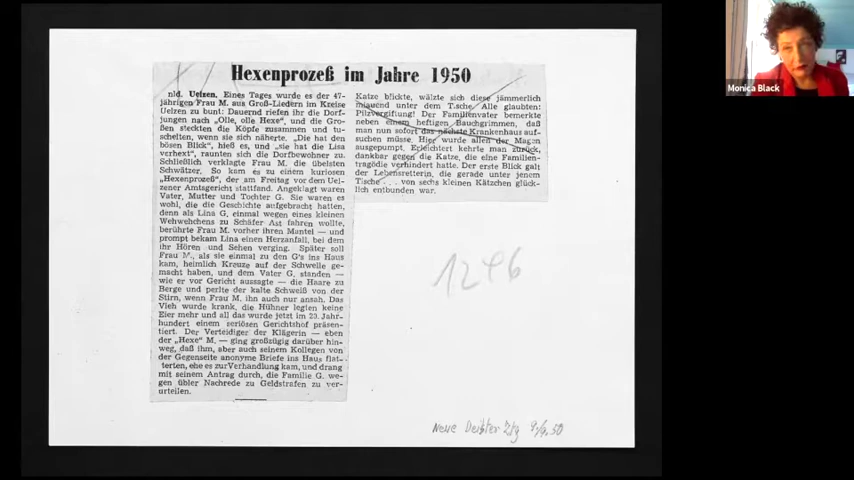 Hexenprozeß im Jahre 1950
nld. Uelzen. Eines Tages wurde es der 47-
jährigen Frau M. aus Groß-Liedern im Kreise
Uelzen zu bunt: Dauernd riefen ihr die Dorf-
jungen nach „Olle, olle Hexe“, und die Gro-
ßen steckten die Köpfe zusammen und tu-
schelten, wenn sie sich näherte. „Die hat den
bösen Blick“, hieß es, und „sie hat die Lisa
verhext“, raunten sich die Dorfbewohner zu.
Schließlich verklagte Frau M. die übelsten
Schwätzer. So kam es zu einem kuriosen
„Hexenprozeß“, der am Freitag vor dem Uel-
zener Amtsgericht stattfand. Angeklagt waren
Vater, Mutter und Tochter G. Sie waren es
wohl, die die Geschichte aufgebracht hatten,
denn als Lina G. einmal wegen eines kleinen
Wehwehchens zu Schäfer Ast fahren wollte,
berührte Frau M. vorher ihren Mantel — und
prompt bekam Lina einen Herzanfall, bei dem
ihr Hören und Sehen verging. Später soll
Frau M., als sie einmal zu den G's ins Haus
kam, heimlich Kreuze auf der Schwelle ge-
macht haben, und dem Vater G. standen —
wie er vor Gericht aussagte — die Haare zu
Berge und perlte der kalte Schweiß von der
Stirn, wenn Frau M. ihn auch nur ansah. Das
Vieh wurde krank, die Hühner legten keine
Eier mehr und all das wurde jetzt im 20. Jahr-
hundert einem seriösen Gerichtshof präsen-
tiert. Der Verteidiger der Klägerin — eben
der „Hexe“ M. — ging großzügig darüber hin-
weg, daß ihm, aber auch seinem Kollegen von
der Gegenseite anonyme Briefe ins Haus flat-
terten, ehe es zur Verhandlung kam, und drang
mit seinem Antrag durch, die Familie G. we-
gen übler Nachrede zu Geldstrafen zu ver-
urteilen.
Katze blickte, wälzte sich diese jämmerlich
miauend unter dem Tische. Alle glaubten:
Pilzvergiftung! Der Familienvater bemerkte
neben einem heftigen Bauchgrimmen, daß
man nun sofort das nächste Krankenhaus auf-
suchen müsse. Hier wurde allen der Magen
ausgepumpt. Erleichtert kehrte man zurück,
dankbar gegen die Katze, die eine Familien-
tragödie verhindert hatte. Der erste Blick galt
der Lebensretterin, die gerade unter jenem
Tische . . . von sechs kleinen Kätzchen glück-
lich entbunden war.
1246
Neue Deister Ztg 9/9.50
Monica Black